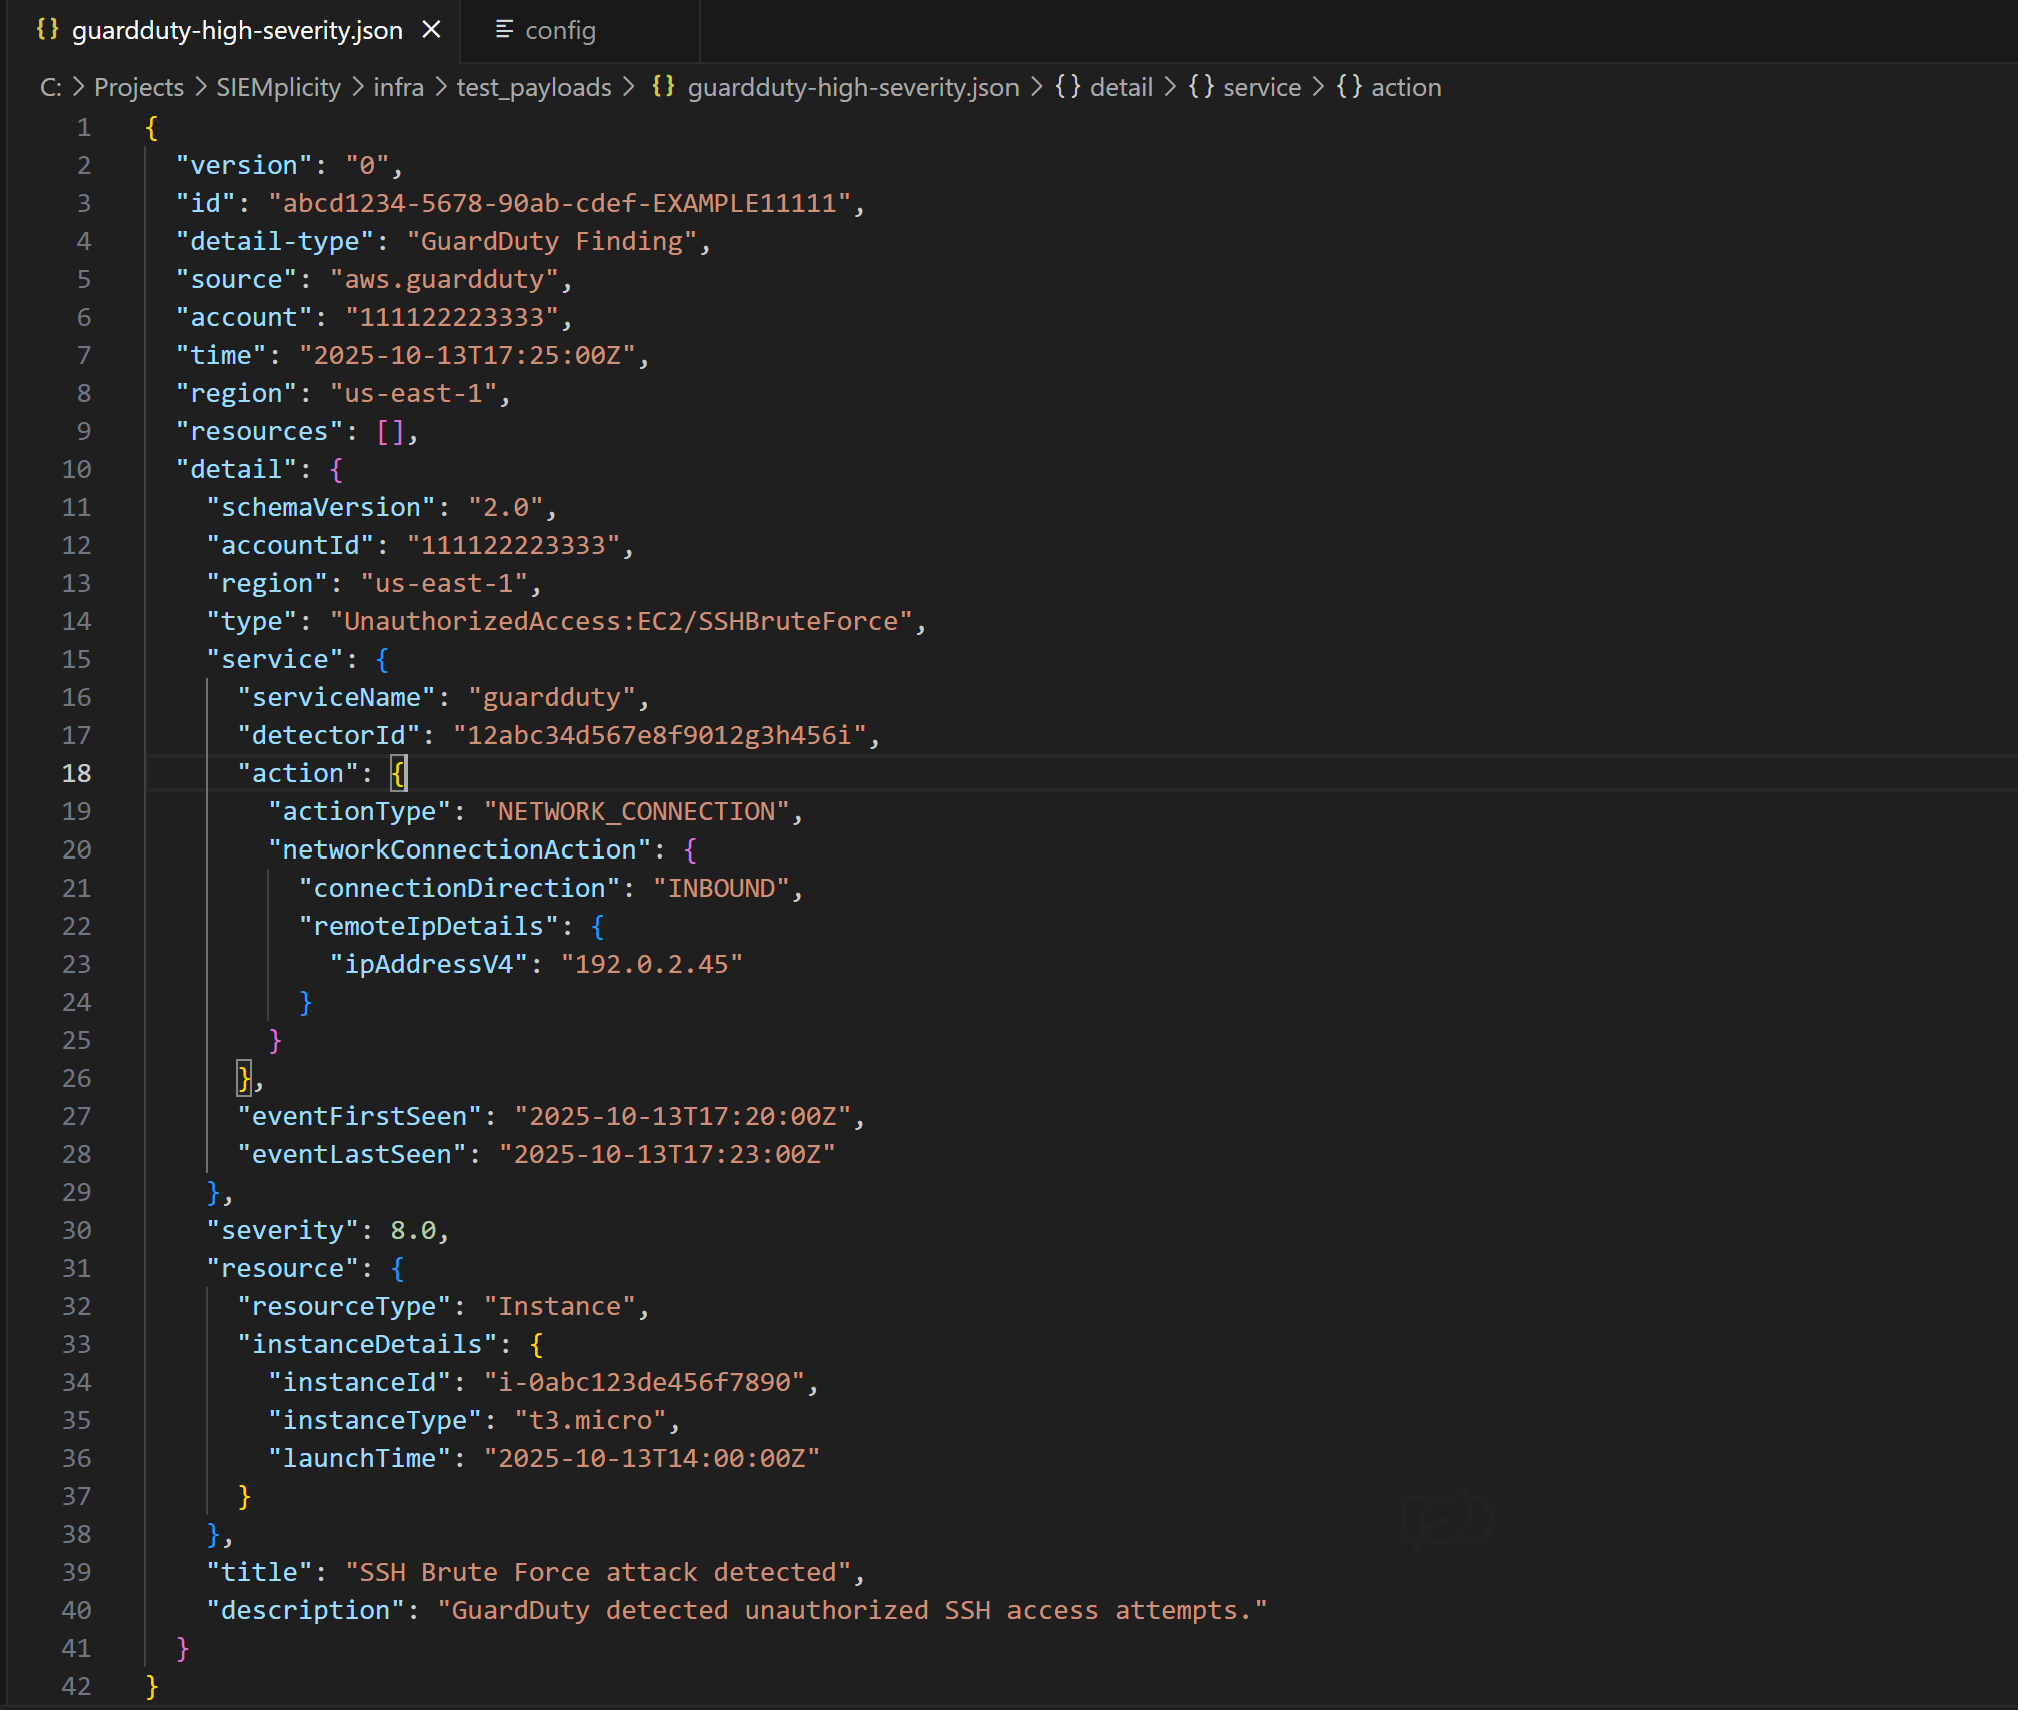 guardduty-high-severity.json config
C: > Projects > SIEMplicity > infra > test_payloads > {} guardduty-high-severity.json > {} detail > {} service > {} action
1 {
2 "version": "0",
3 "id": "abcd1234-5678-90ab-cdef-EXAMPLE11111",
4 "detail-type": "GuardDuty Finding",
5 "source": "aws.guardduty",
6 "account": "111122223333",
7 "time": "2025-10-13T17:25:00Z",
8 "region": "us-east-1",
9 "resources": [],
10 "detail": {
11 "schemaVersion": "2.0",
12 "accountId": "111122223333",
13 "region": "us-east-1",
14 "type": "UnauthorizedAccess:EC2/SSHBruteForce",
15 "service": {
16 "serviceName": "guardduty",
17 "detectorId": "12abc34d567e8f9012g3h456i",
18 "action": {
19 "actionType": "NETWORK_CONNECTION",
20 "networkConnectionAction": {
21 "connectionDirection": "INBOUND",
22 "remoteIpDetails": {
23 "ipAddressV4": "192.0.2.45"
24 }
25 }
26 },
27 "eventFirstSeen": "2025-10-13T17:20:00Z",
28 "eventLastSeen": "2025-10-13T17:23:00Z"
29 },
30 "severity": 8.0,
31 "resource": {
32 "resourceType": "Instance",
33 "instanceDetails": {
34 "instanceId": "i-0abc123de456f7890",
35 "instanceType": "t3.micro",
36 "launchTime": "2025-10-13T14:00:00Z"
37 }
38 },
39 "title": "SSH Brute Force attack detected",
40 "description": "GuardDuty detected unauthorized SSH access attempts."
41 }
42 }